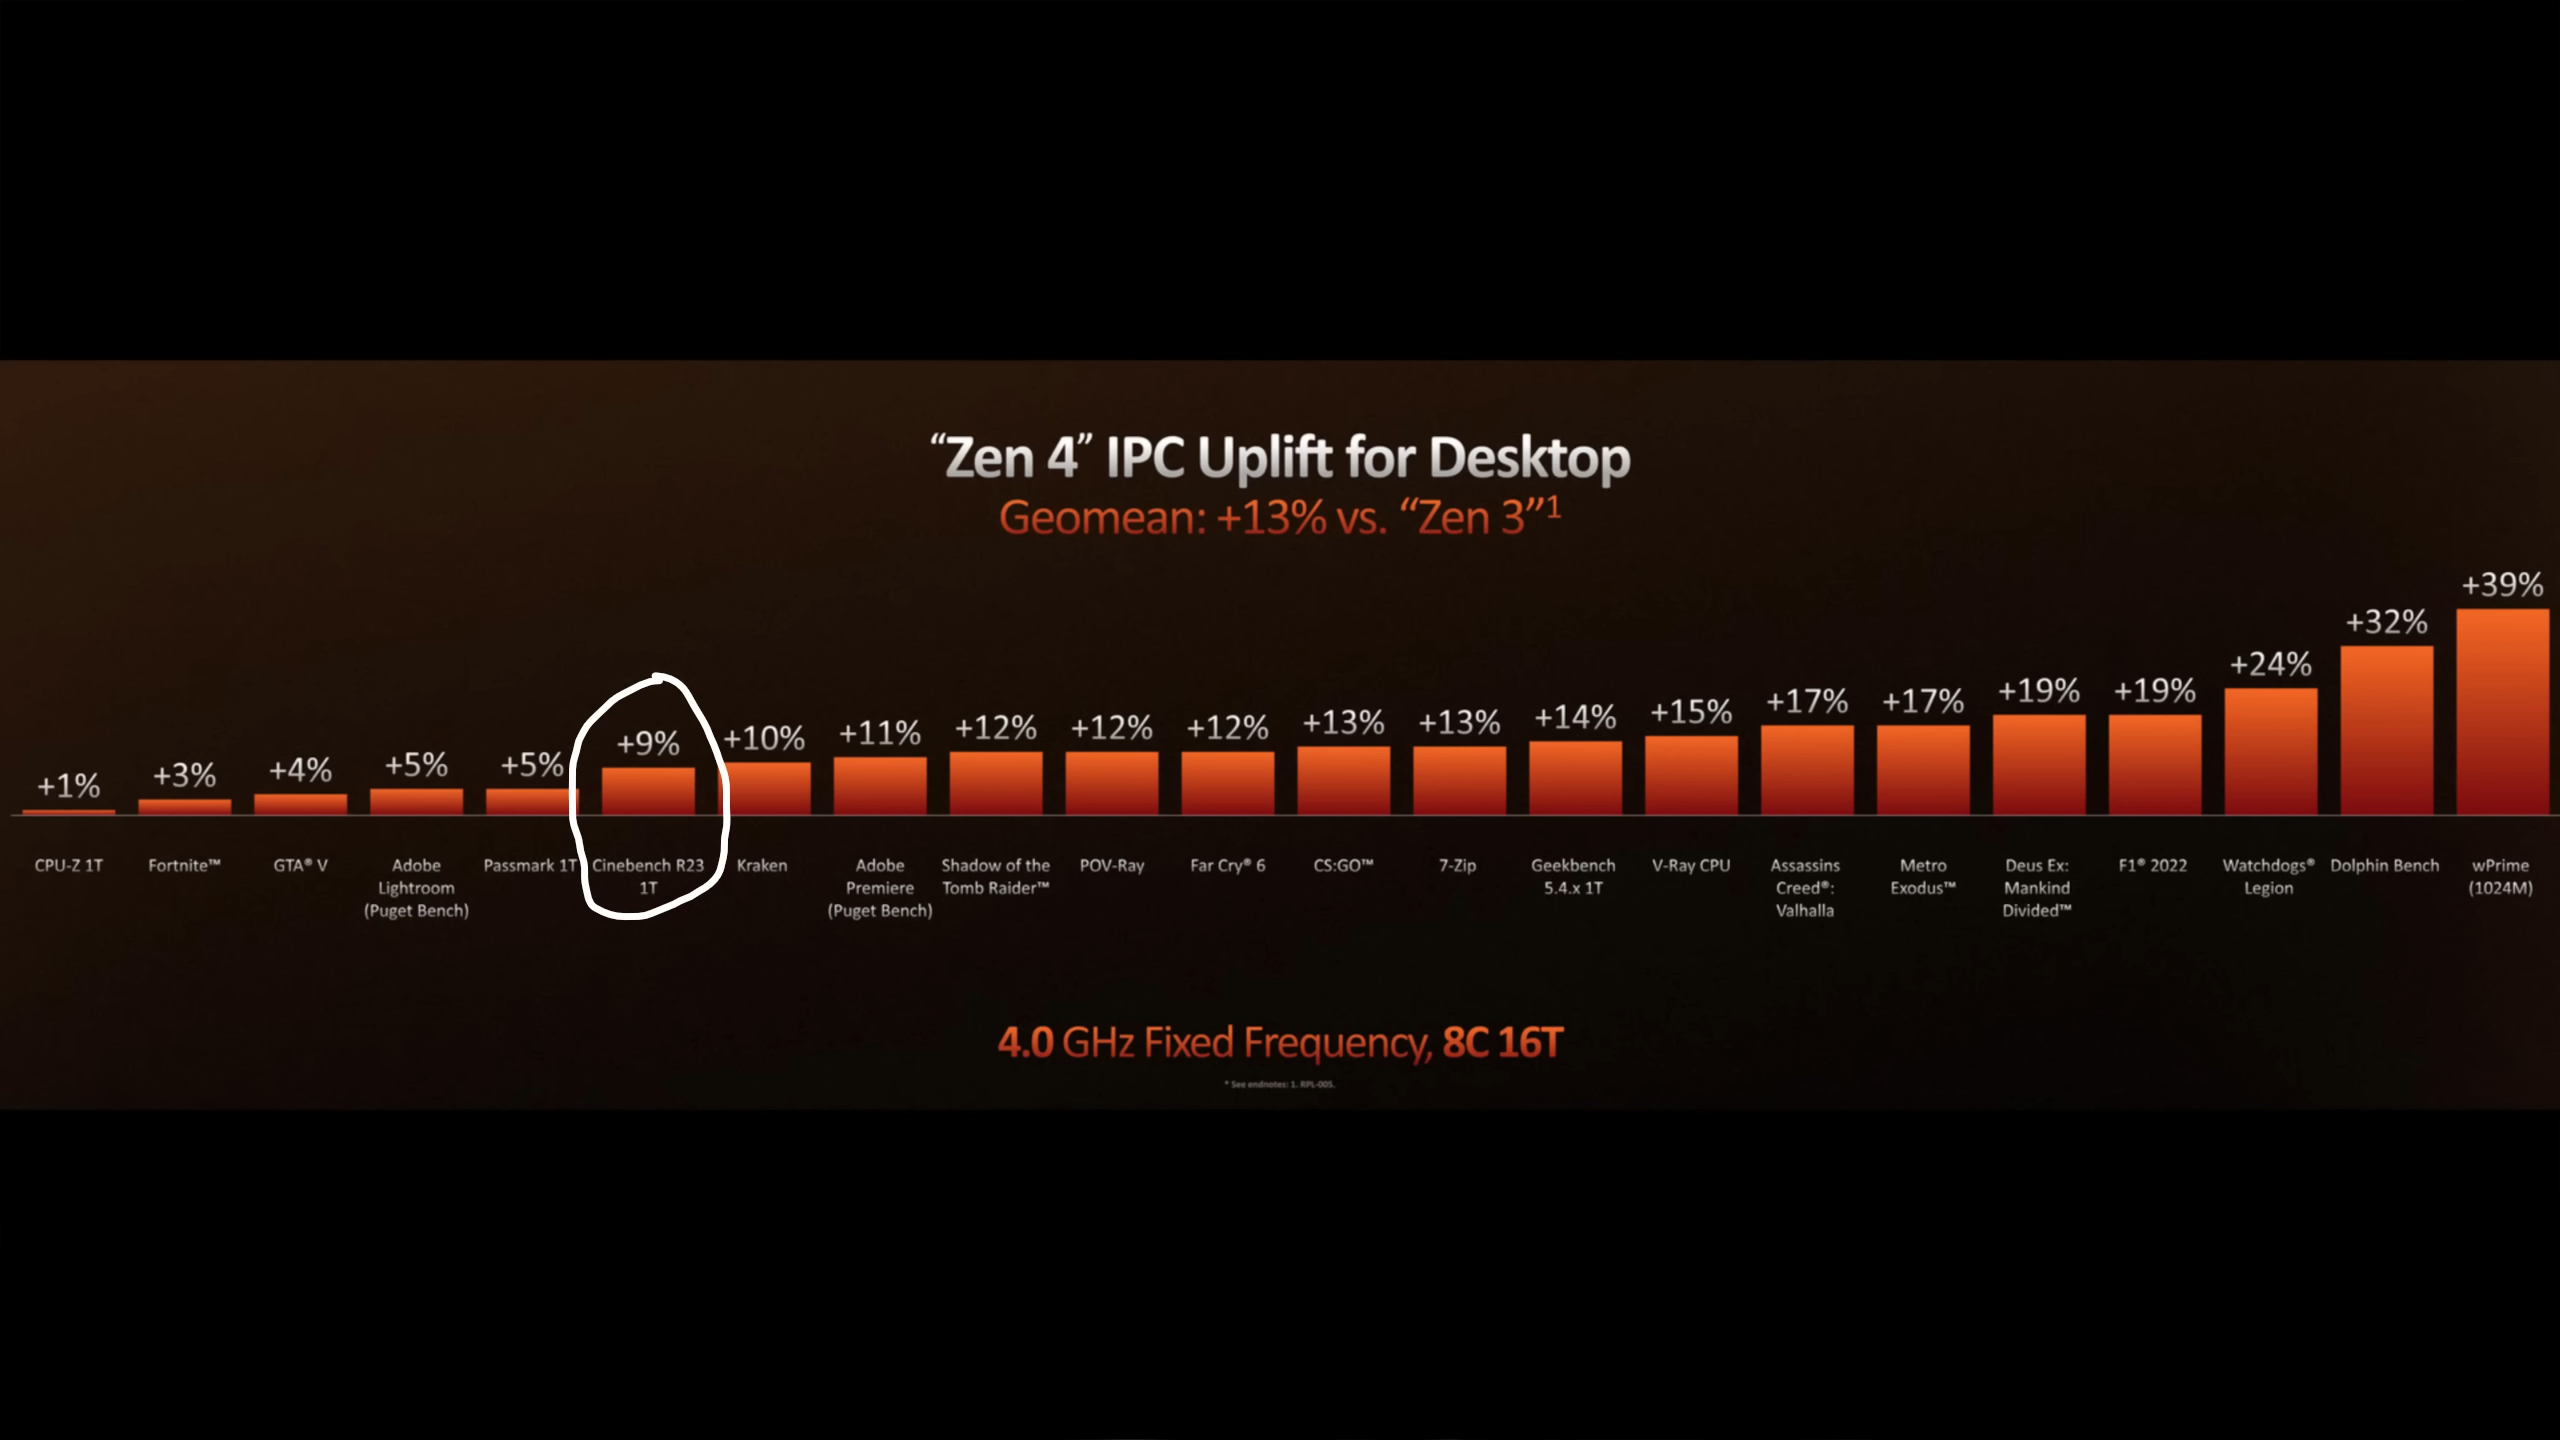 “Zen 4” IPC Uplift for Desktop
Geomean: +13% vs. “Zen 3”¹
+1%
+3%
+4%
+5%
+5%
+9%
+10%
+11%
+12%
+12%
+12%
+13%
+13%
+14%
+15%
+17%
+17%
+19%
+19%
+24%
+32%
+39%
CPU-Z 1T
Fortnite™
GTA® V
Adobe
Lightroom
(Puget Bench)
Passmark 1T
Cinebench R23
1T
Kraken
Adobe
Premiere
(Puget Bench)
Shadow of the
Tomb Raider™
POV-Ray
Far Cry® 6
CS:GO™
7-Zip
Geekbench
5.4.x 1T
V-Ray CPU
Assassins
Creed®:
Valhalla
Metro
Exodus™
Deus Ex:
Mankind
Divided™
F1® 2022
Watchdogs®
Legion
Dolphin Bench
wPrime
(1024M)
4.0 GHz Fixed Frequency, 8C 16T
* See endnotes: 1. RPL-005.